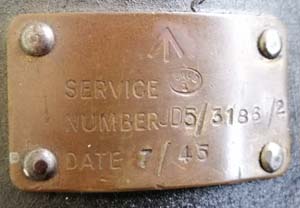 SERVICE
NUMBER JD5/3186/2
DATE 7/45